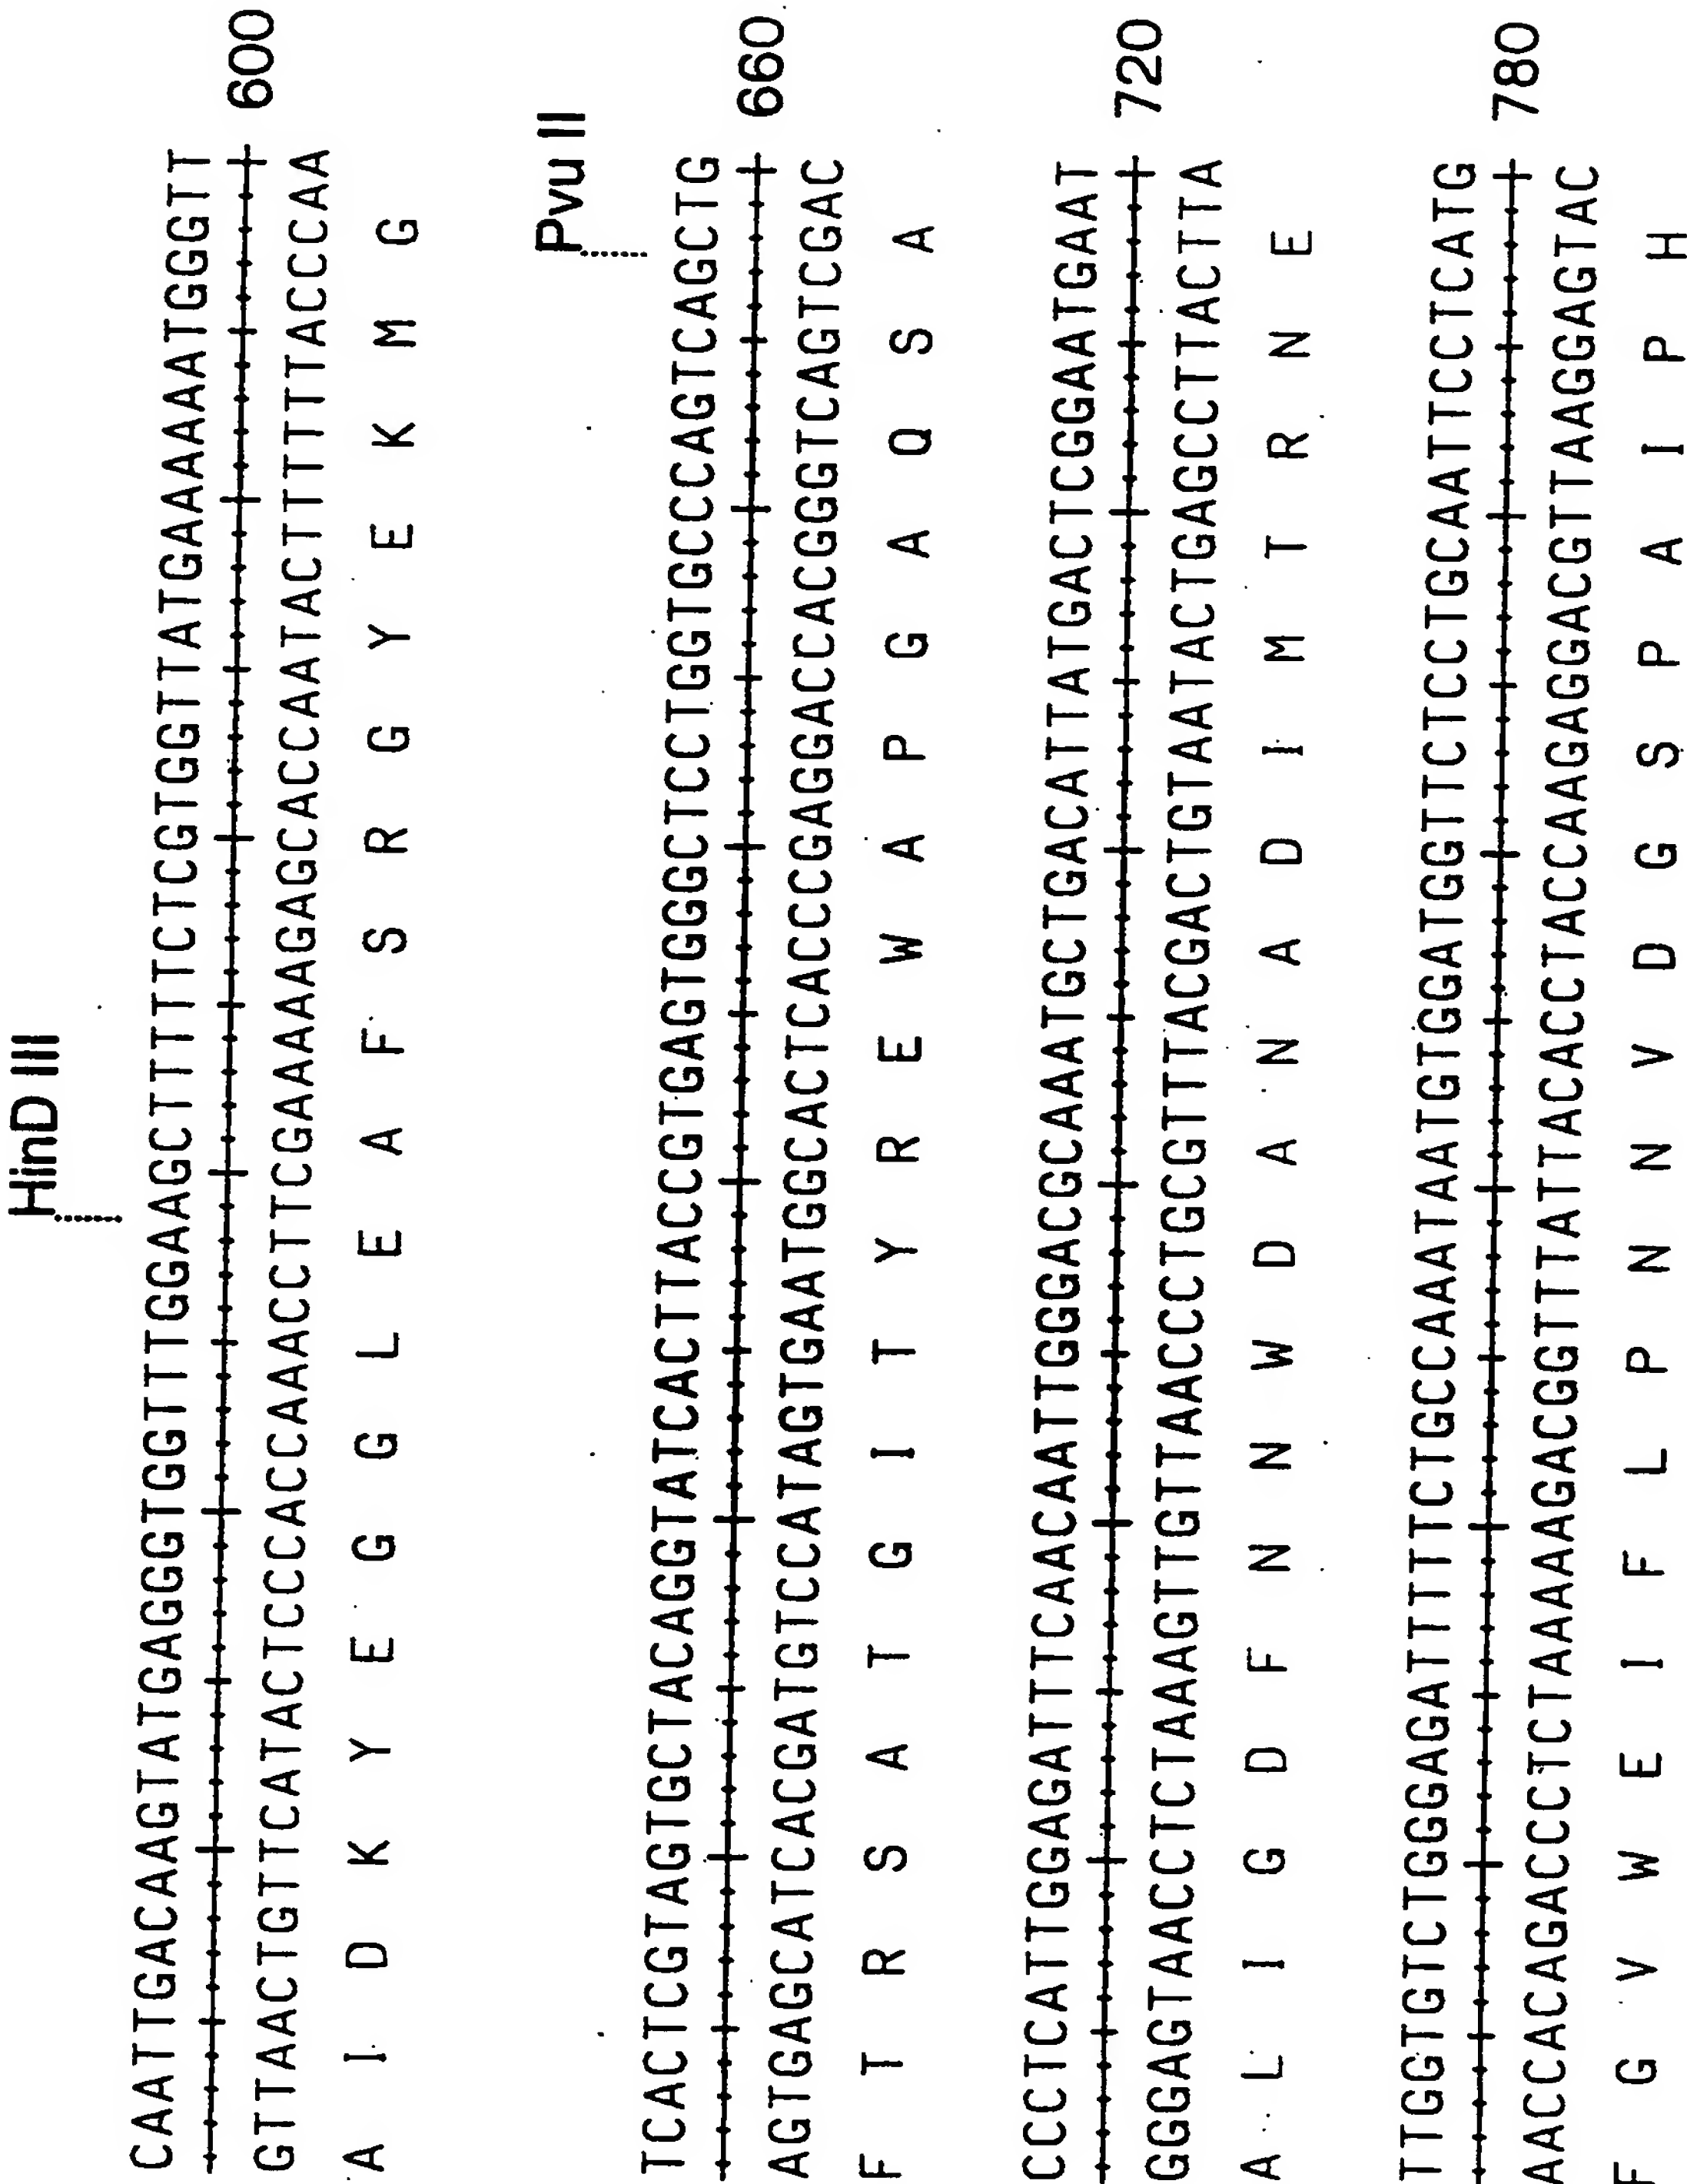 HinD III
CAATTGACAAGTATGAGGGTGGTTTGGAAGCTTTTTCTCGTGGTTATGAAAAAATGGGTT
600
GTTAACTGTTCATACTCCCACCAAACCTTCGAAAAAGAGCACCAATACTTTTTTACCCAA
A I D K Y E G G L E A F S R G Y E K M G
Pvu II
TCACTCGTAGTGCTACAGGTATCACTTACCGTGAGTGGGCTCCTGGTGCCCAGTCAGCTG
660
AGTGAGCATCACGATGTCCATAGTGAATGGCACTCACCCGAGGACCACGGGTCAGTCGAC
F T R S A T G I T Y R E W A P G A Q S A
CCCTCATTGGAGATTTCAACAATTGGGACGCAAATGCTGACATTATGACTCGGAATGAAT
720
GGGAGTAACCTCTAAAGTTGTTAACCCTGCGTTTACGACTGTAATACTGAGCCTTACTTA
A L I G D F N N W D A N A D I M T R N E
TTGGTGTCTGGGAGATTTTTCTGCCAAATAATGTGGATGGTTCTCCTGCAATTCCTCATG
780
AACCACAGACCCTCTAAAAAGACGGTTTATTACACCTACCAAGAGGACGTTAAGGAGTAC
F G V W E I F L P N N V D G S P A I P H